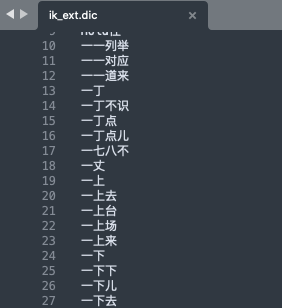 ik_ext.dic
10 一一列举
11 一一对应
12 一一道来
13 一丁
14 一丁不识
15 一丁点
16 一丁点儿
17 一七八不
18 一丈
19 一上
20 一上去
21 一上台
22 一上场
23 一上来
24 一下
25 一下下
26 一下儿
27 一下去